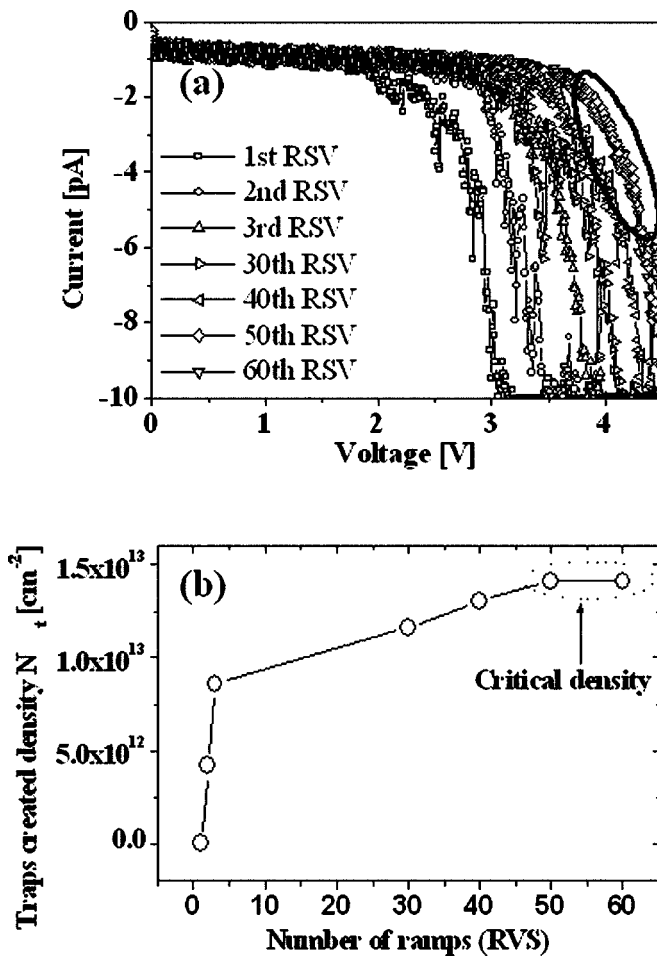 0
-2
-4
-6
-8
-10
Current [pA]
(a)
1st RSV
2nd RSV
3rd RSV
30th RSV
40th RSV
50th RSV
60th RSV
0 1 2 3 4
Voltage [V]
Traps created density N t [cm-2]
1.5x10^13
1.0x10^13
5.0x10^12
0.0
(b)
Critical density
0 10 20 30 40 50 60
Number of ramps (RVS)